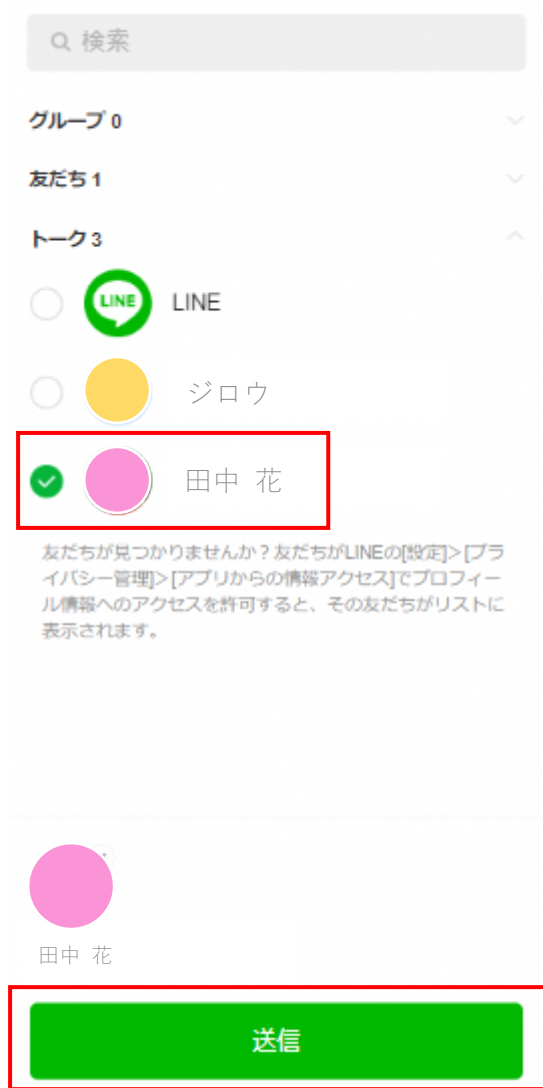 検索
グループ 0
友だち 1
トーク 3
LINE LINE
ジロウ
田中 花
友だちが見つかりませんか？友だちがLINEの[設定]>[プラ
イバシー管理]>[アプリからの情報アクセス]でプロフィー
ル情報へのアクセスを許可すると、その友だちがリストに
表示されます。
田中 花
送信